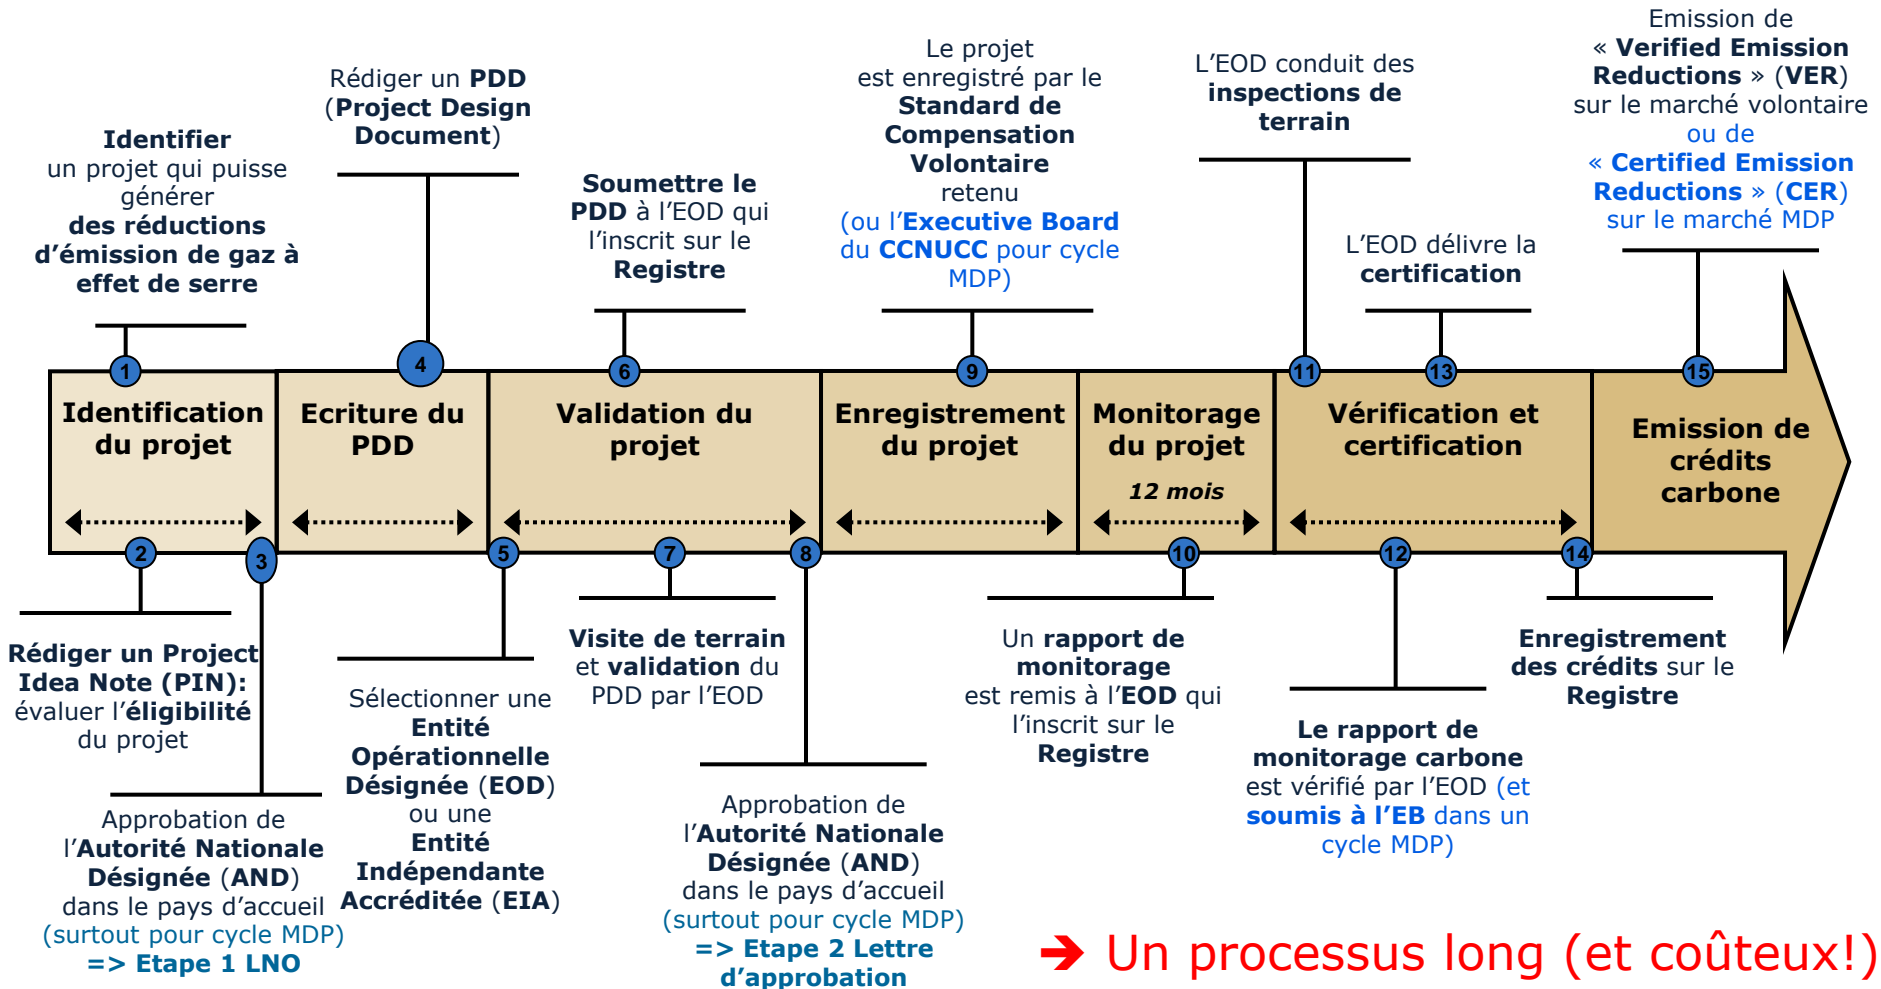 Identifier
un projet qui puisse
générer
des réductions
d’émission de gaz à
effet de serre
Rédiger un PDD
(Project Design
Document)
Soumettre le
PDD à l’EOD qui
l’inscrit sur le
Registre
Le projet
est enregistré par le
Standard de
Compensation
Volontaire
retenu
(ou l’Executive Board
du CCNUCC pour cycle
MDP)
L’EOD conduit des
inspections de
terrain
L’EOD délivre la
certification
Emission de
« Verified Emission
Reductions » (VER)
sur le marché volontaire
ou de
« Certified Emission
Reductions » (CER)
sur le marché MDP
1
4
6
9
11
13
15
Identification
du projet
Ecriture du
PDD
Validation du
projet
Enregistrement
du projet
Monitorage
du projet
12 mois
Vérification et
certification
Emission de
crédits
carbone
2
3
5
7
8
10
12
14
Rédiger un Project
Idea Note (PIN):
évaluer l’éligibilité
du projet
Approbation de
l’Autorité Nationale
Désignée (AND)
dans le pays d’accueil
(surtout pour cycle MDP)
=> Etape 1 LNO
Sélectionner une
Entité
Opérationnelle
Désignée (EOD)
ou une
Entité
Indépendante
Accréditée (EIA)
Visite de terrain
et validation du
PDD par l’EOD
Approbation de
l’Autorité Nationale
Désignée (AND)
dans le pays d’accueil
(surtout pour cycle MDP)
=> Etape 2 Lettre
d’approbation
Un rapport de
monitorage
est remis à l’EOD qui
l’inscrit sur le
Registre
Le rapport de
monitorage carbone
est vérifié par l’EOD (et
soumis à l’EB dans un
cycle MDP)
Enregistrement
des crédits sur le
Registre
➔ Un processus long (et coûteux!)